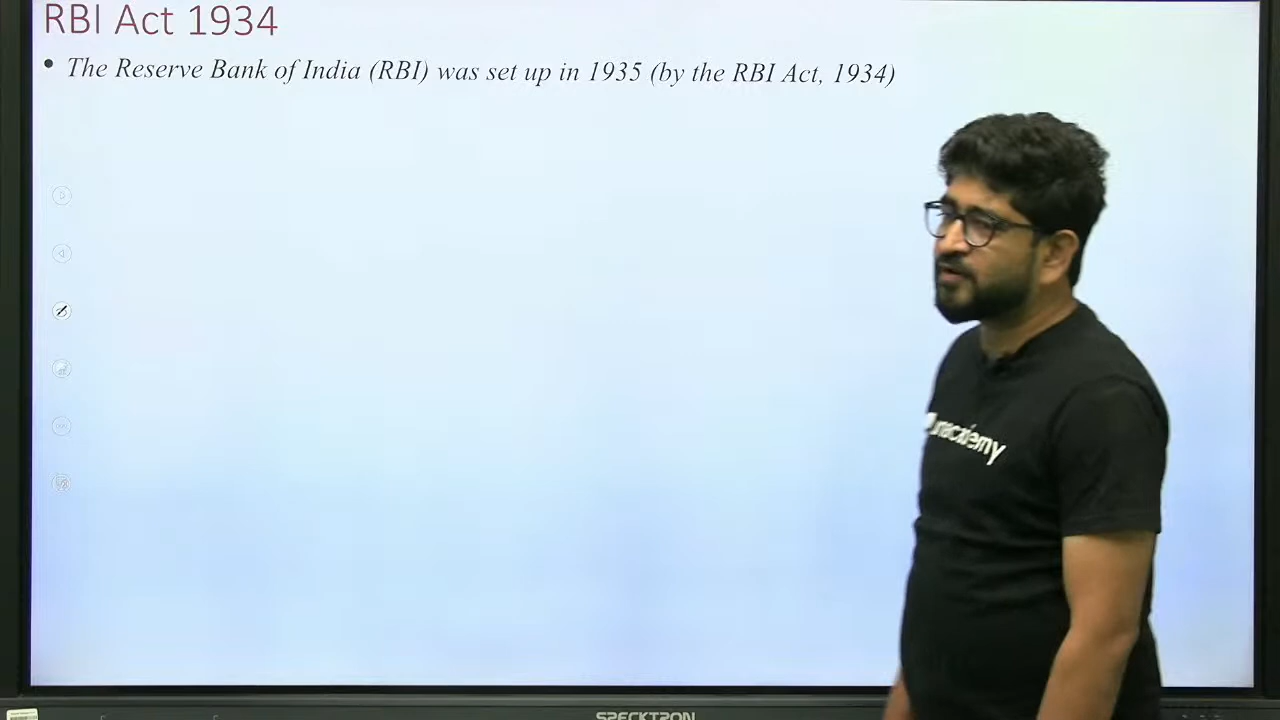 RBI Act 1934
• The Reserve Bank of India (RBI) was set up in 1935 (by the RBI Act, 1934)
unacademy
SPECKTRON